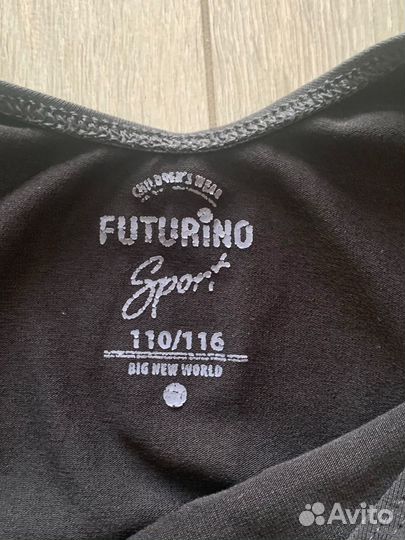 CHILDREN'S WEAR
FUTURiNO
Sport+
110/116
BIG NEW WORLD
Avito